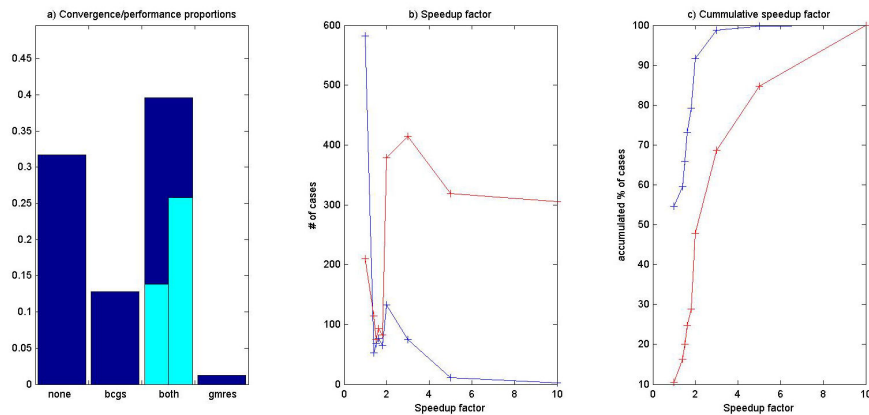 a) Convergence/performance proportions
0.45
0.4
0.35
0.3
0.25
0.2
0.15
0.1
0.05
0
none bcgs both gmres
b) Speedup factor
# of cases
600
500
400
300
200
100
0
2 4 6 8 10
Speedup factor
c) Cummulative speedup factor
accumulated % of cases
100
90
80
70
60
50
40
30
20
10
2 4 6 8 10
Speedup factor